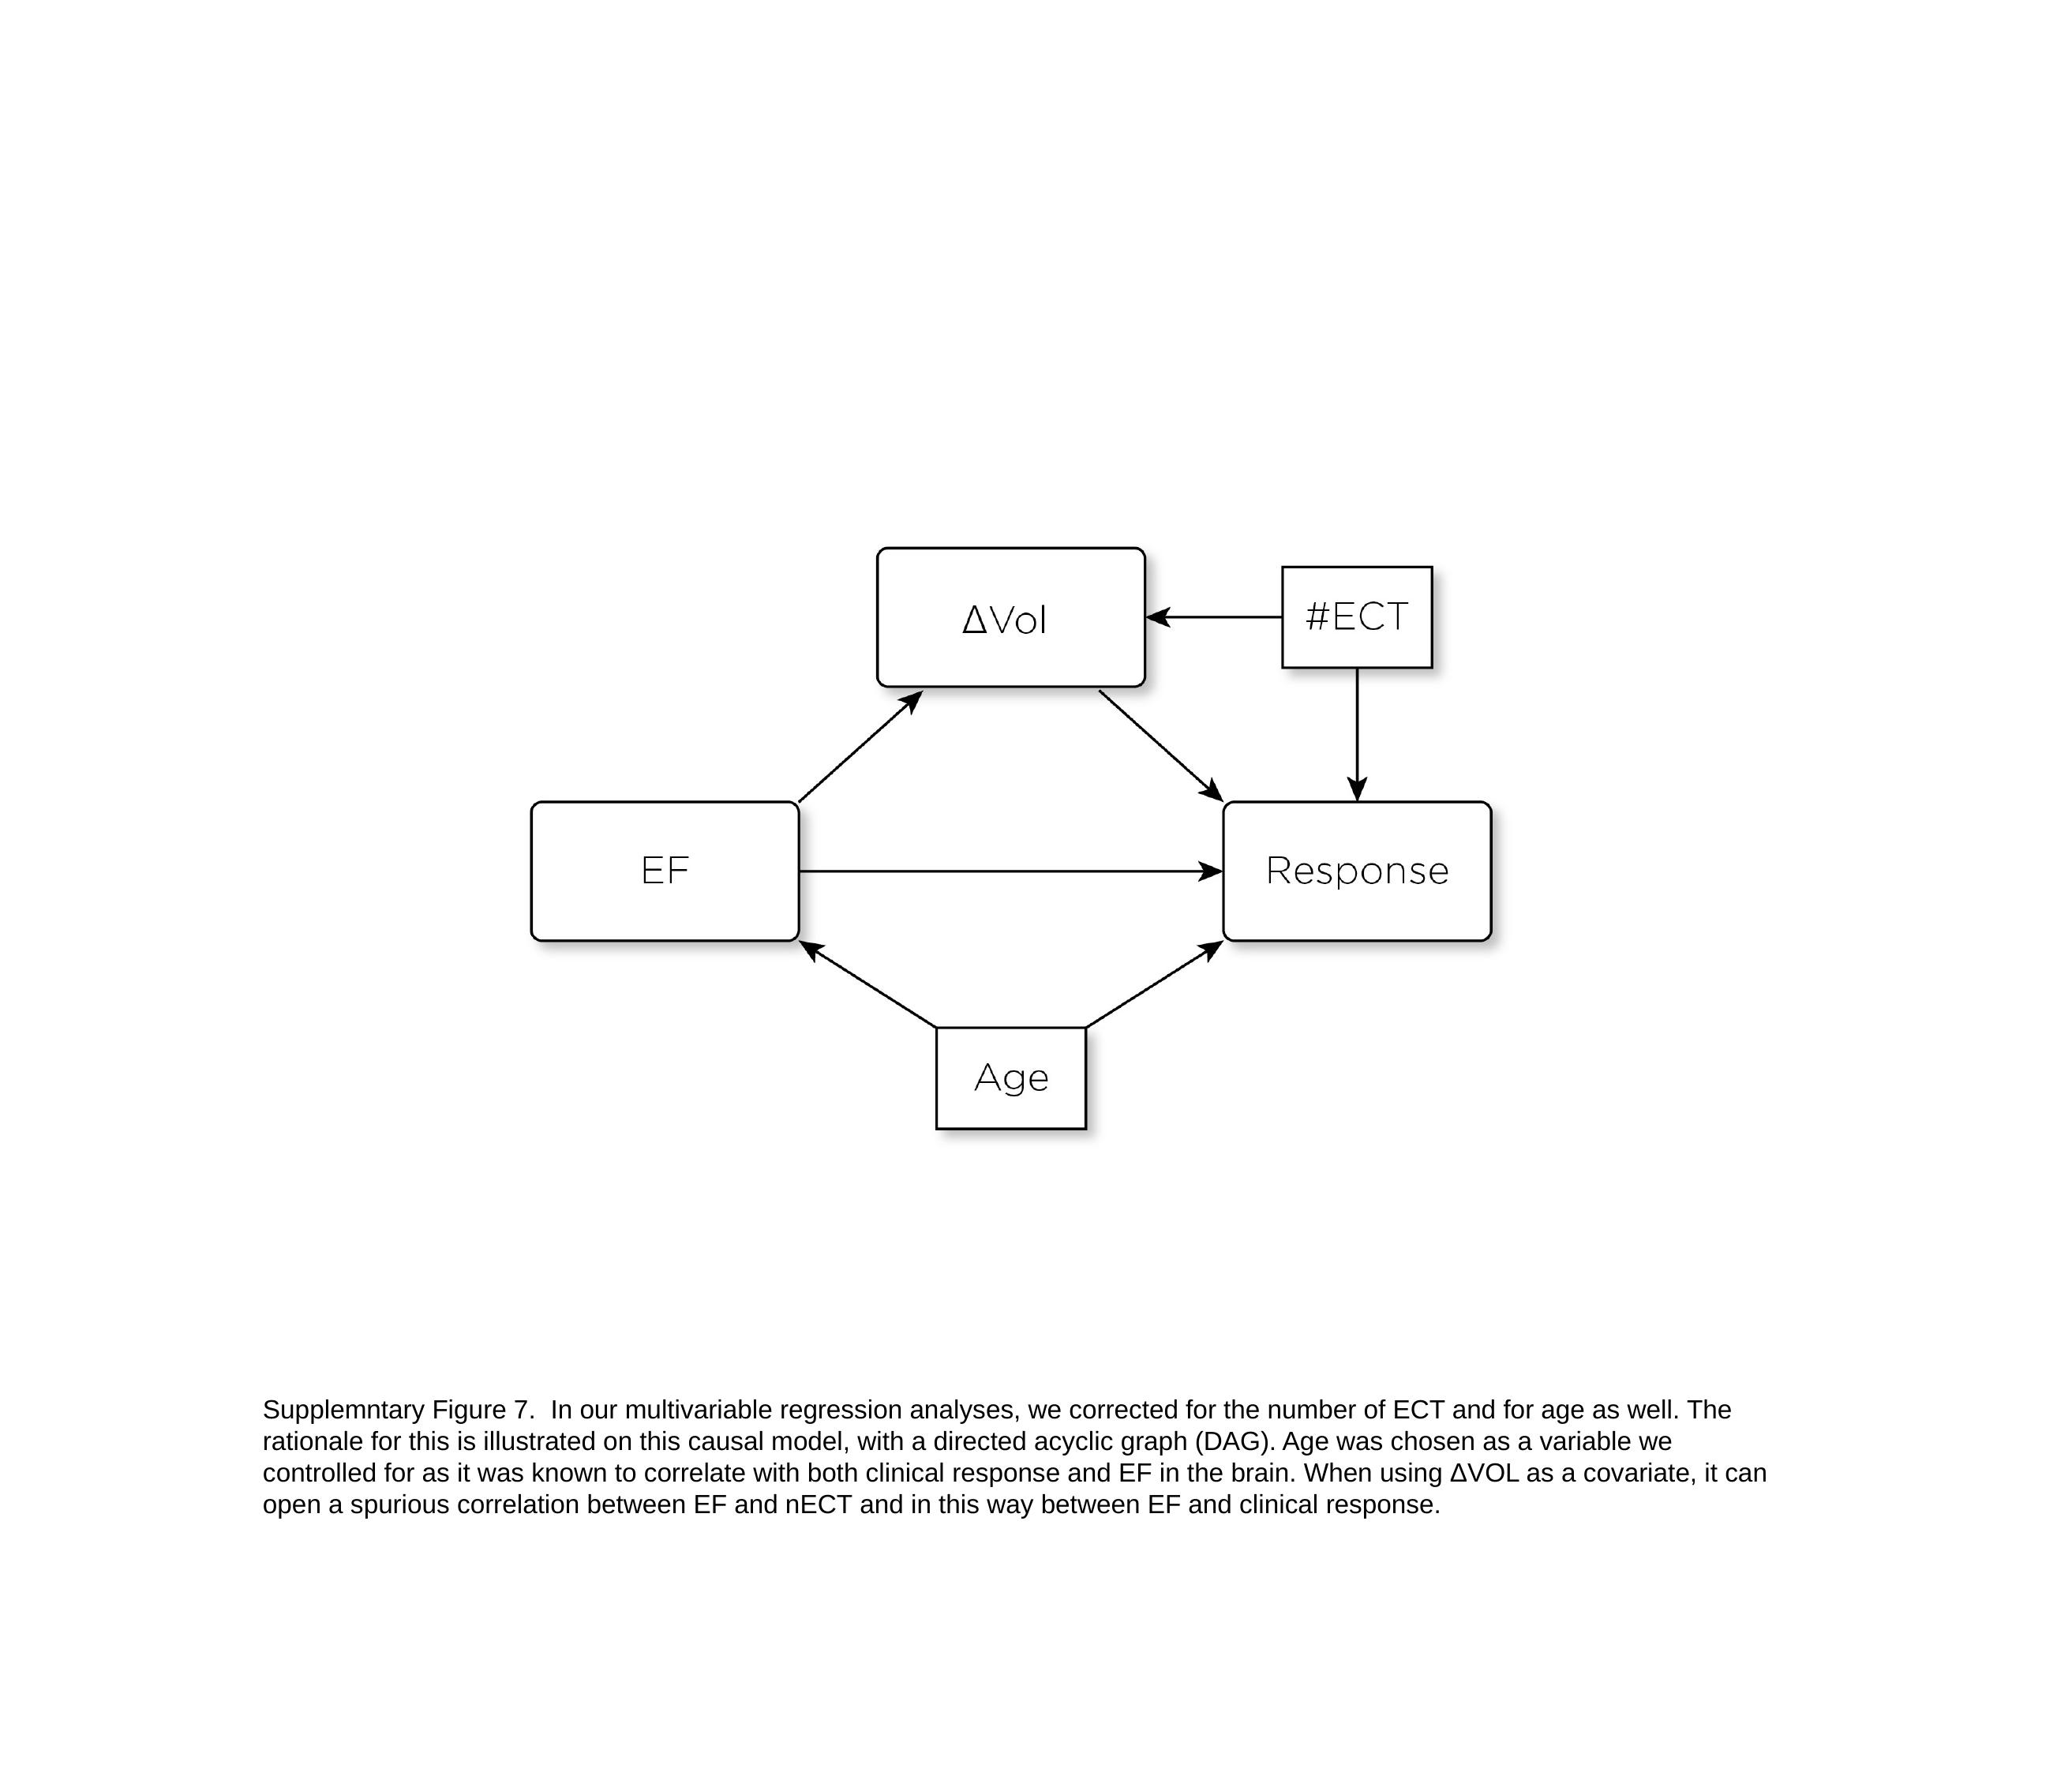 ΔVol
#ECT
EF
Response
Age
Supplemntary Figure 7.  In our multivariable regression analyses, we corrected for the number of ECT and for age as well. The
rationale for this is illustrated on this causal model, with a directed acyclic graph (DAG). Age was chosen as a variable we
controlled for as it was known to correlate with both clinical response and EF in the brain. When using ΔVOL as a covariate, it can
open a spurious correlation between EF and nECT and in this way between EF and clinical response.